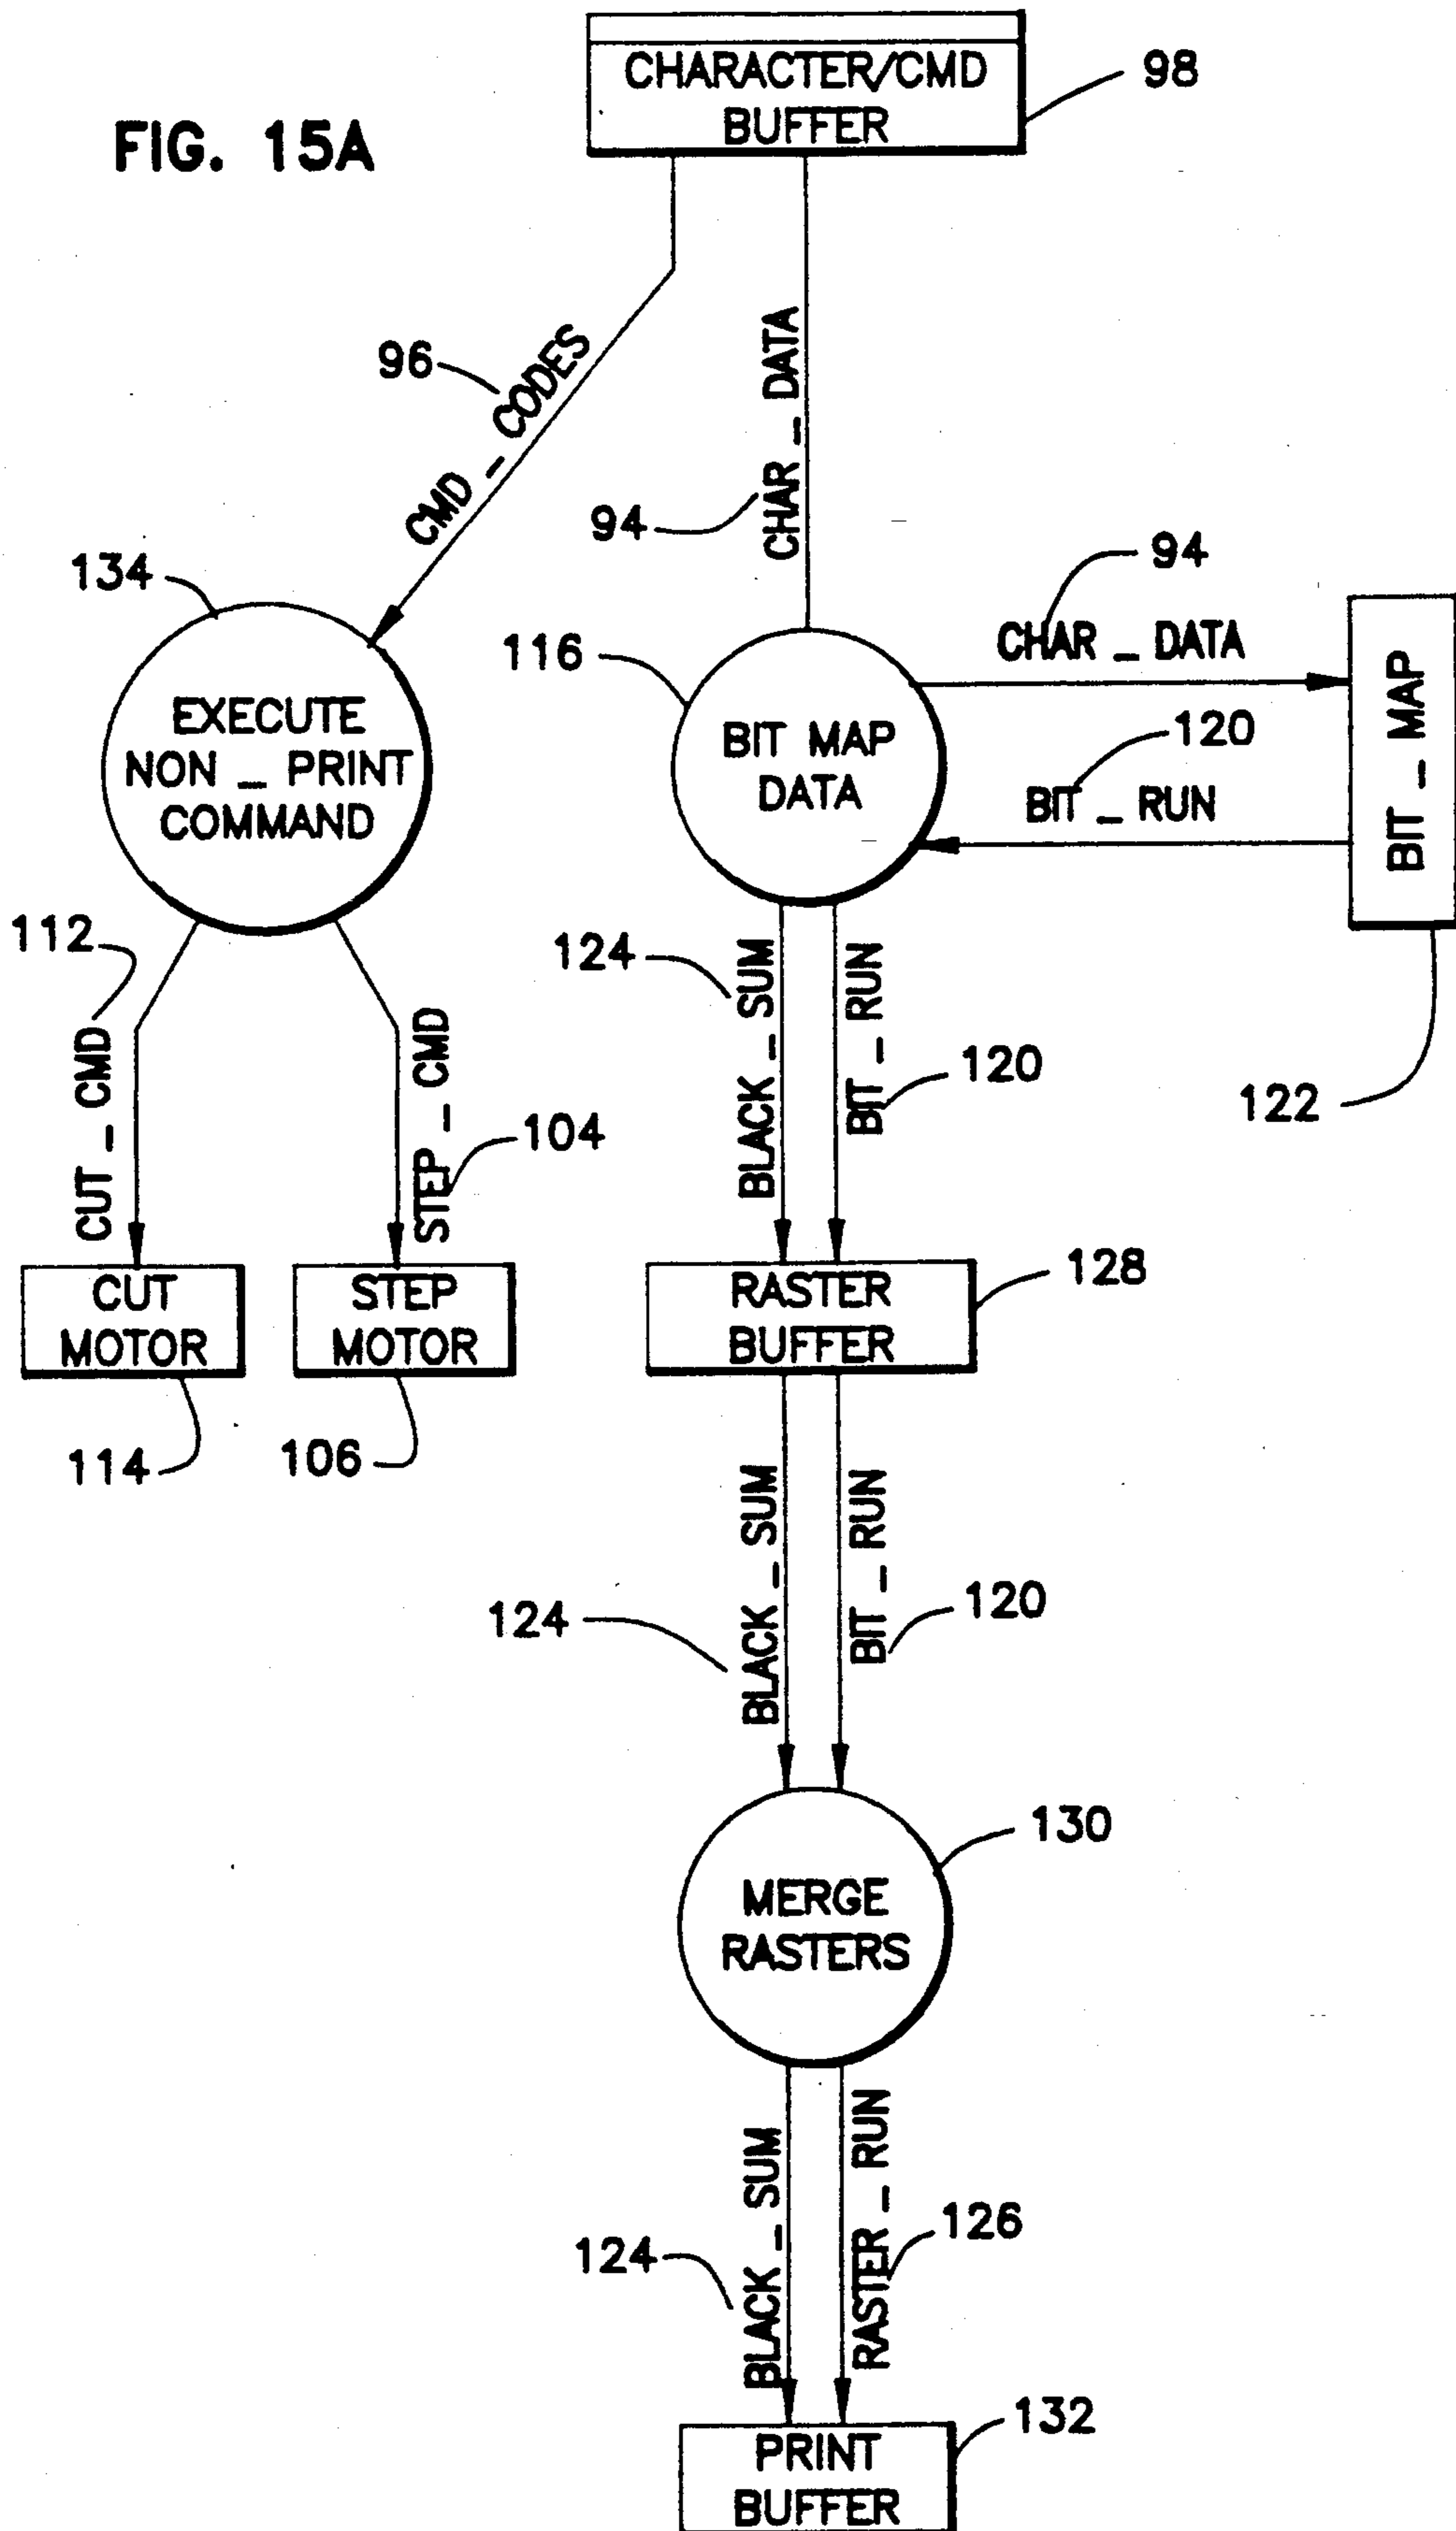 FIG. 15A
CHARACTER/CMD
BUFFER
98
96
CMD _ CODES
94
CHAR _ DATA
134
EXECUTE
NON _ PRINT
COMMAND
116
BIT MAP
DATA
94
CHAR _ DATA
120
BIT _ RUN
BIT _ MAP
122
112
CUT _ CMD
STEP _ CMD
104
124
BLACK _ SUM
BIT _ RUN
120
CUT
MOTOR
114
STEP
MOTOR
106
RASTER
BUFFER
128
124
BLACK _ SUM
BIT _ RUN
120
MERGE
RASTERS
130
124
BLACK _ SUM
RASTER _ RUN
126
PRINT
BUFFER
132